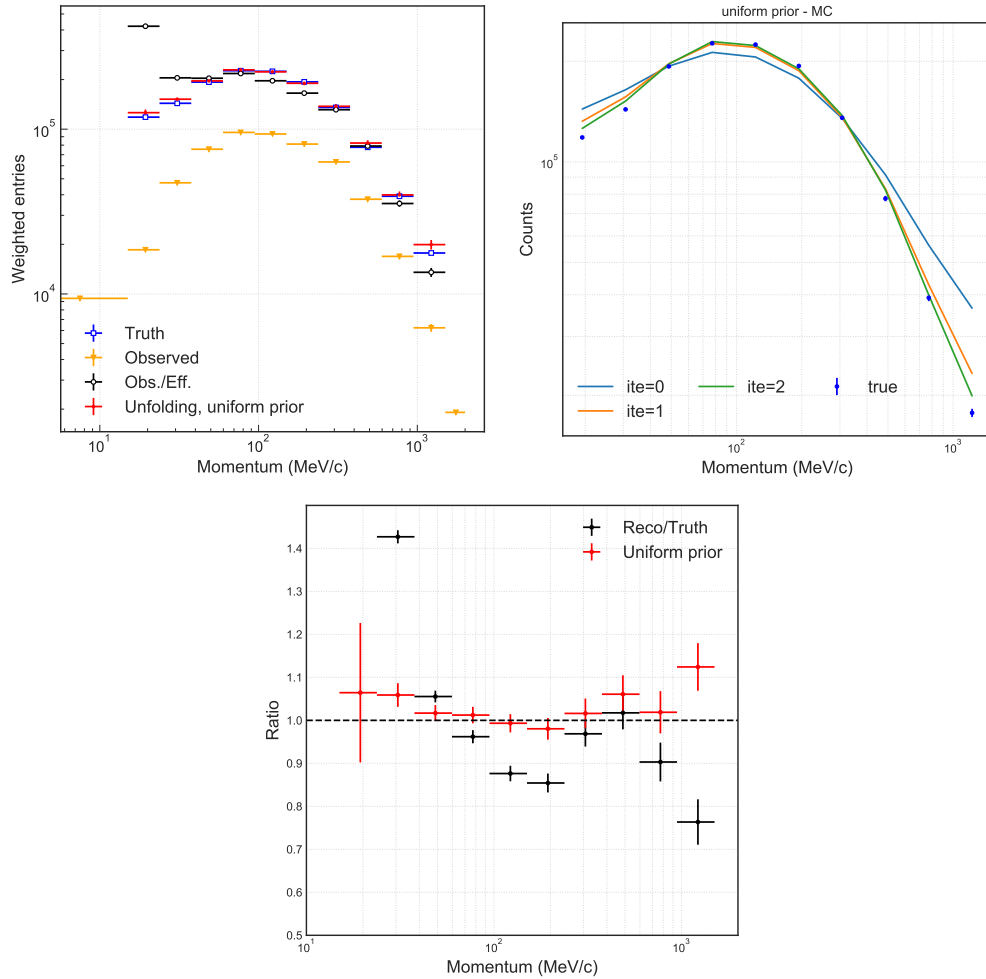 uniform prior - MC
Weighted entries
10^5
10^4
Truth
Observed
Obs./Eff.
Unfolding, uniform prior
10^1
10^2
10^3
Momentum (MeV/c)
Counts
10^5
ite=0
ite=2
true
ite=1
10^2
10^3
Momentum (MeV/c)
Ratio
Reco/Truth
Uniform prior
1.4
1.3
1.2
1.1
1.0
0.9
0.8
0.7
0.6
0.5
10^1
10^2
10^3
Momentum (MeV/c)